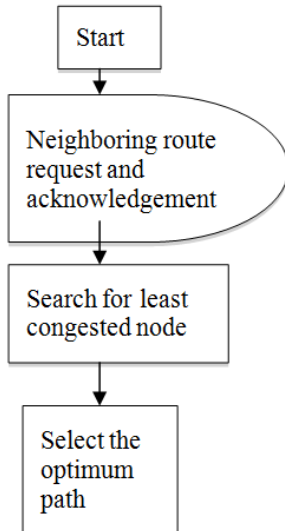 Start
Neighboring route
request and
acknowledgement
Search for least
congested node
Select the
optimum
path